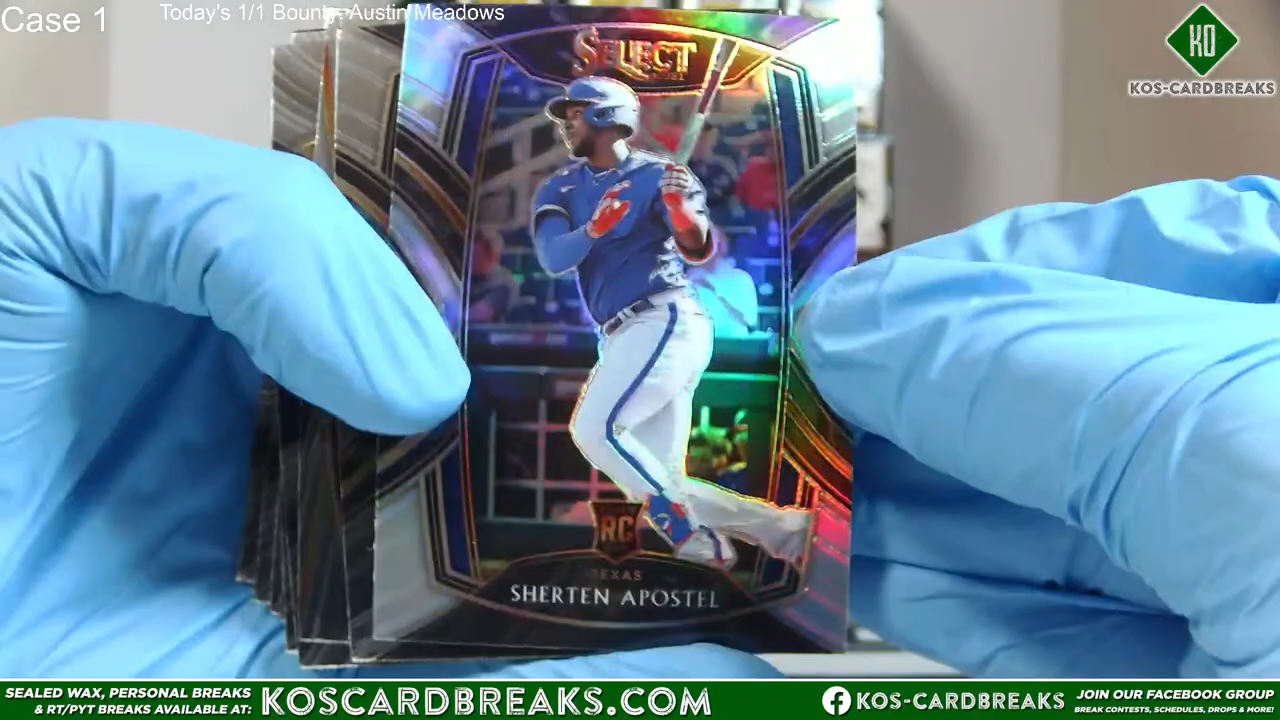 Case 1
Today's 1/1 Bounty: Austin Meadows
KO
KOS-CARDBREAKS
SELECT
RC
TEXAS
SHERTEN APOSTEL
SEALED WAX, PERSONAL BREAKS
& RT/PYT BREAKS AVAILABLE AT:
KOSCARDBREAKS.COM
KOS-CARDBREAKS
JOIN OUR FACEBOOK GROUP
BREAK CONTESTS, SCHEDULES, DROPS & MORE!